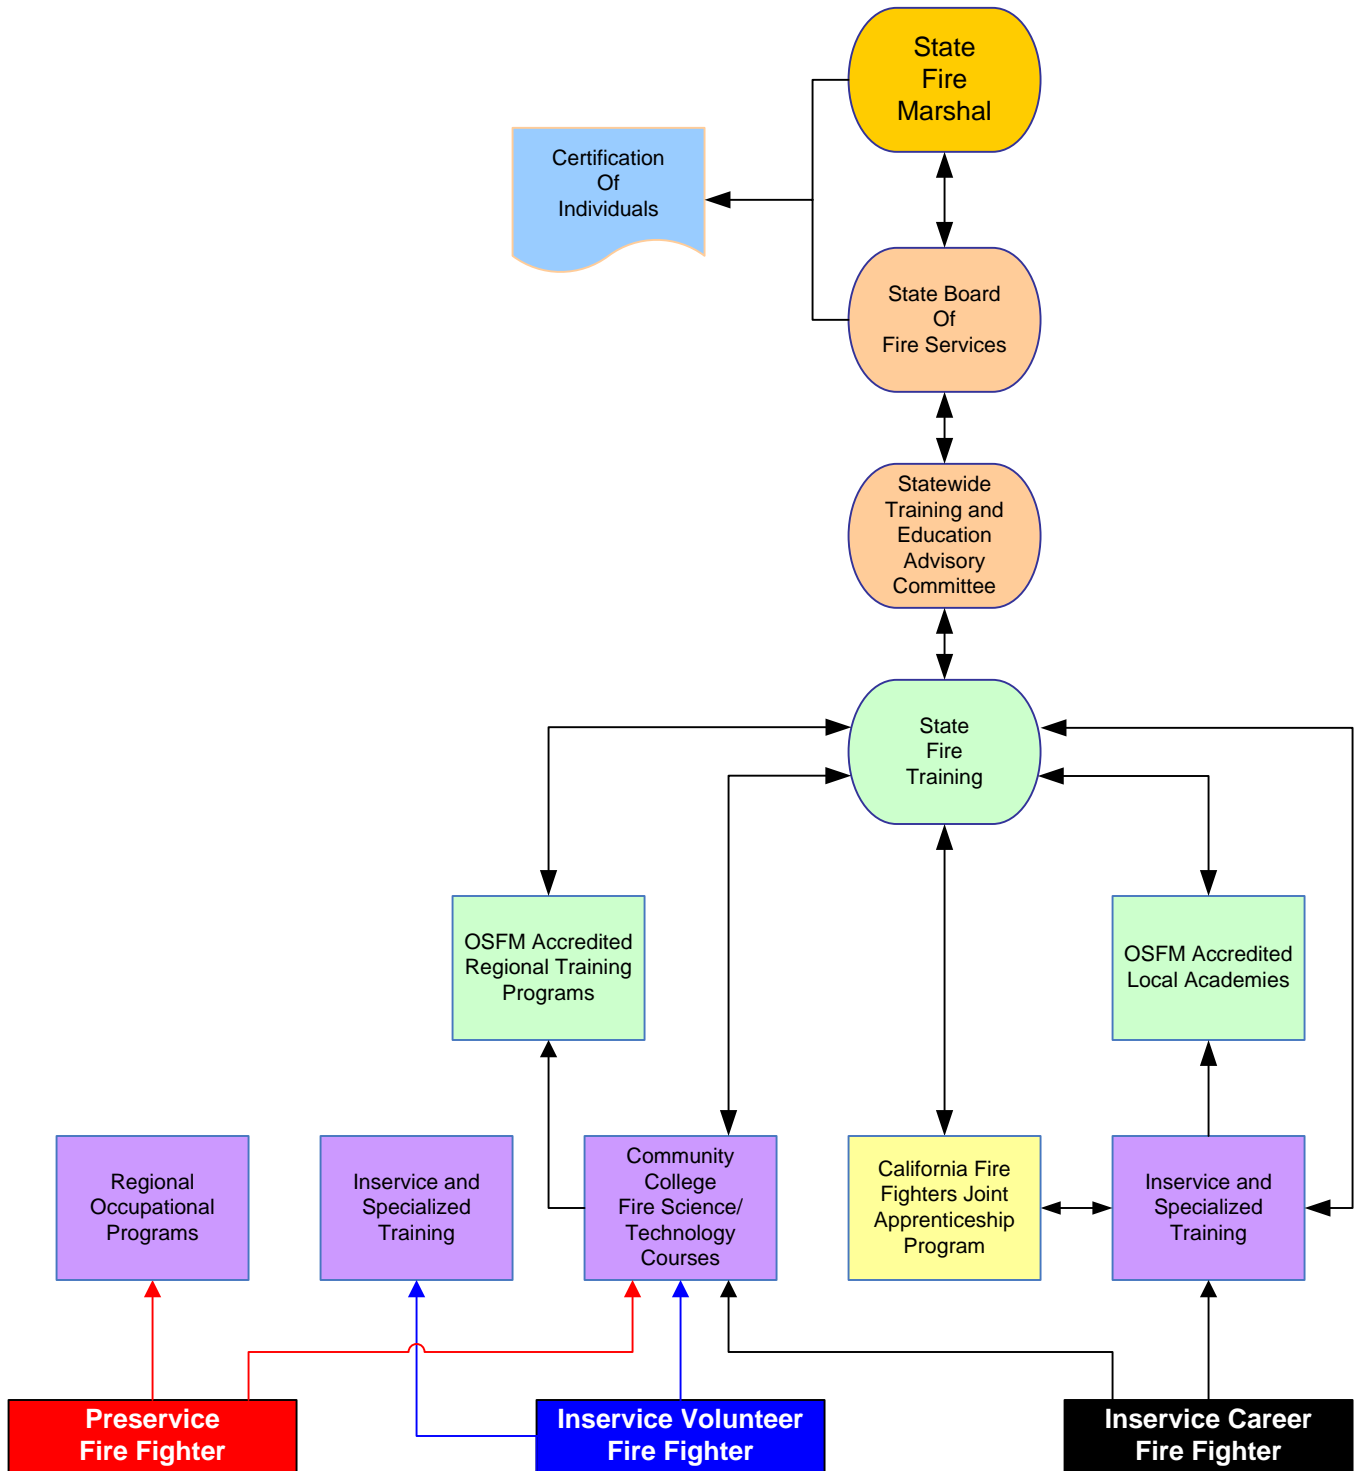 State
Fire
Marshal
Certification
Of
Individuals
State Board
Of
Fire Services
Statewide
Training and
Education
Advisory
Committee
State
Fire
Training
OSFM Accredited
Regional Training
Programs
OSFM Accredited
Local Academies
Regional
Occupational
Programs
Inservice and
Specialized
Training
Community
College
Fire Science/
Technology
Courses
California Fire
Fighters Joint
Apprenticeship
Program
Inservice and
Specialized
Training
Preservice
Fire Fighter
Inservice Volunteer
Fire Fighter
Inservice Career
Fire Fighter